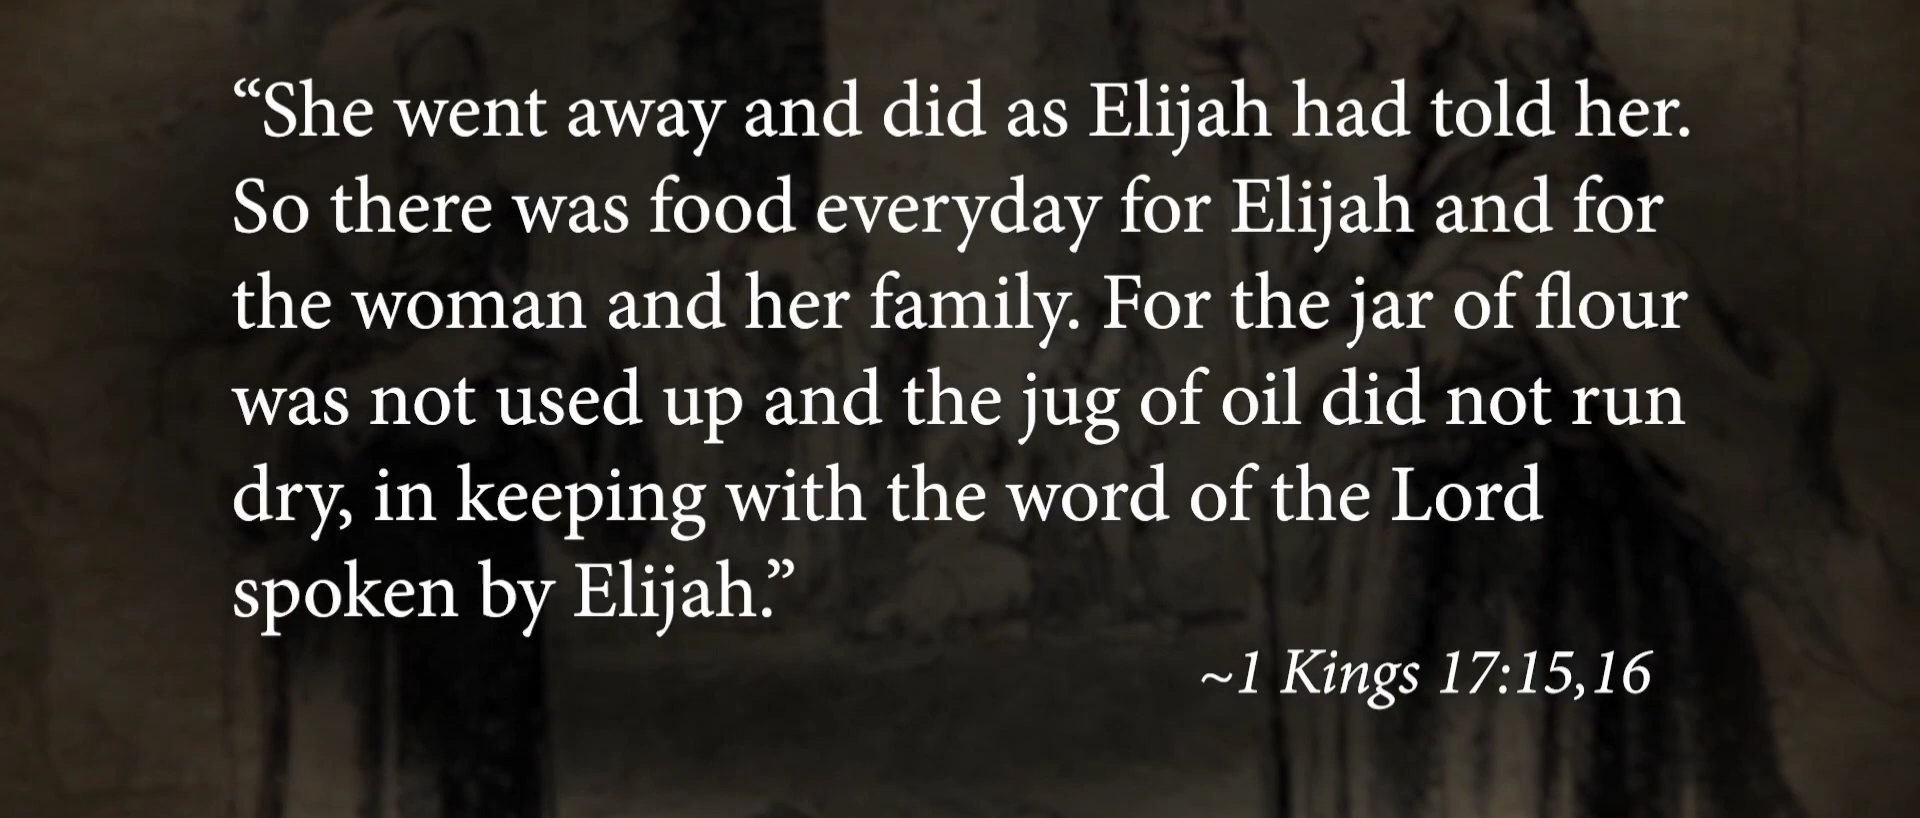 “She went away and did as Elijah had told her.
So there was food everyday for Elijah and for
the woman and her family. For the jar of flour
was not used up and the jug of oil did not run
dry, in keeping with the word of the Lord
spoken by Elijah.”
~1 Kings 17:15,16